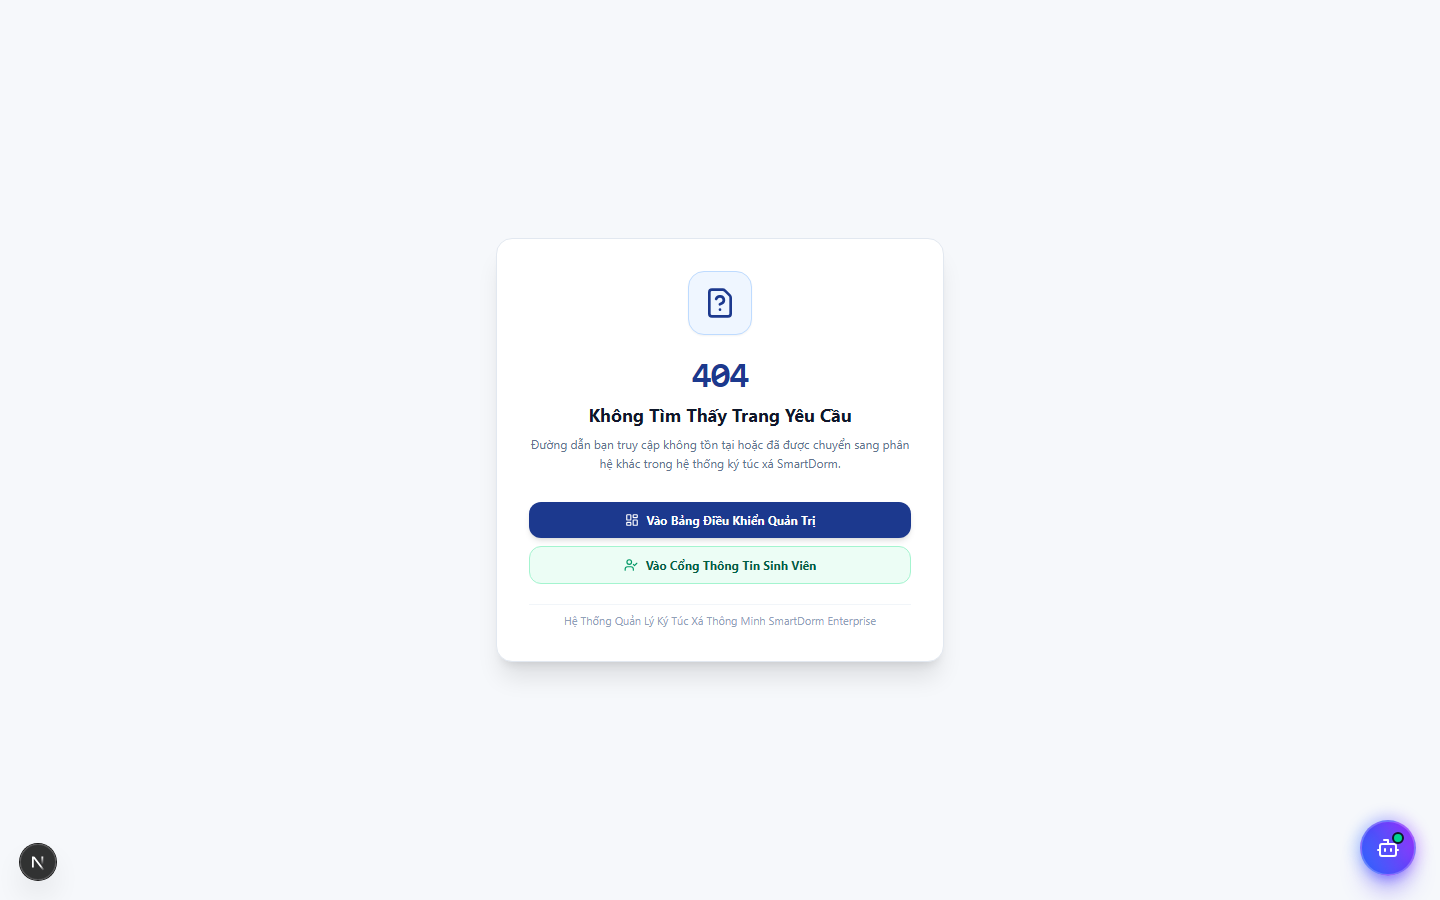 404
Không Tìm Thấy Trang Yêu Cầu
Đường dẫn bạn truy cập không tồn tại hoặc đã được chuyển sang phân
hệ khác trong hệ thống ký túc xá SmartDorm.
Vào Bảng Điều Khiển Quản Trị
Vào Cổng Thông Tin Sinh Viên
Hệ Thống Quản Lý Ký Túc Xá Thông Minh SmartDorm Enterprise
N